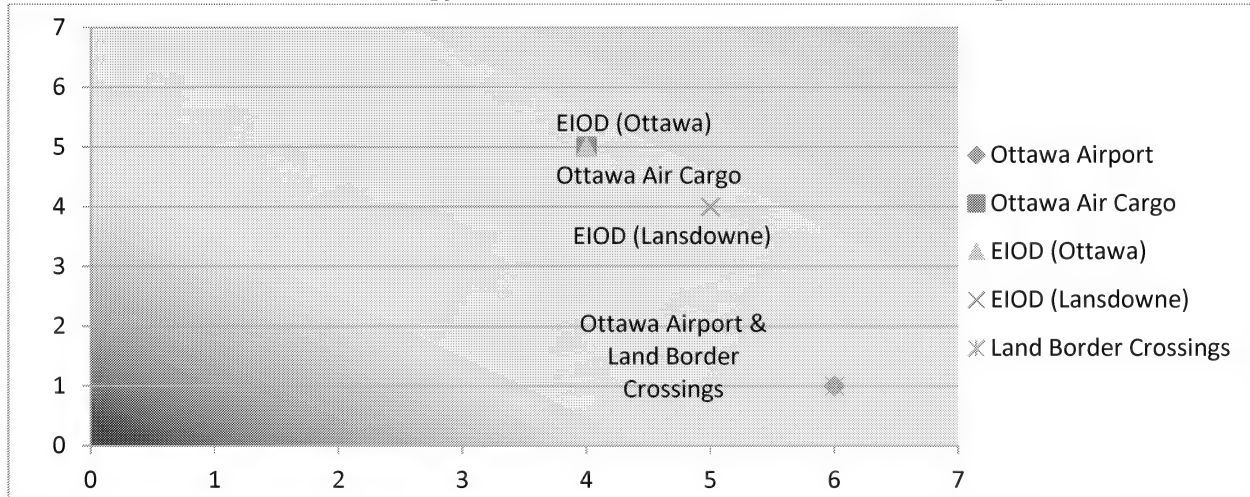 7
6
5
4
3
2
1
0
0 1 2 3 4 5 6 7
EIOD (Ottawa)
Ottawa Air Cargo
EIOD (Lansdowne)
Ottawa Airport &
Land Border
Crossings
Ottawa Airport
Ottawa Air Cargo
EIOD (Ottawa)
EIOD (Lansdowne)
Land Border Crossings